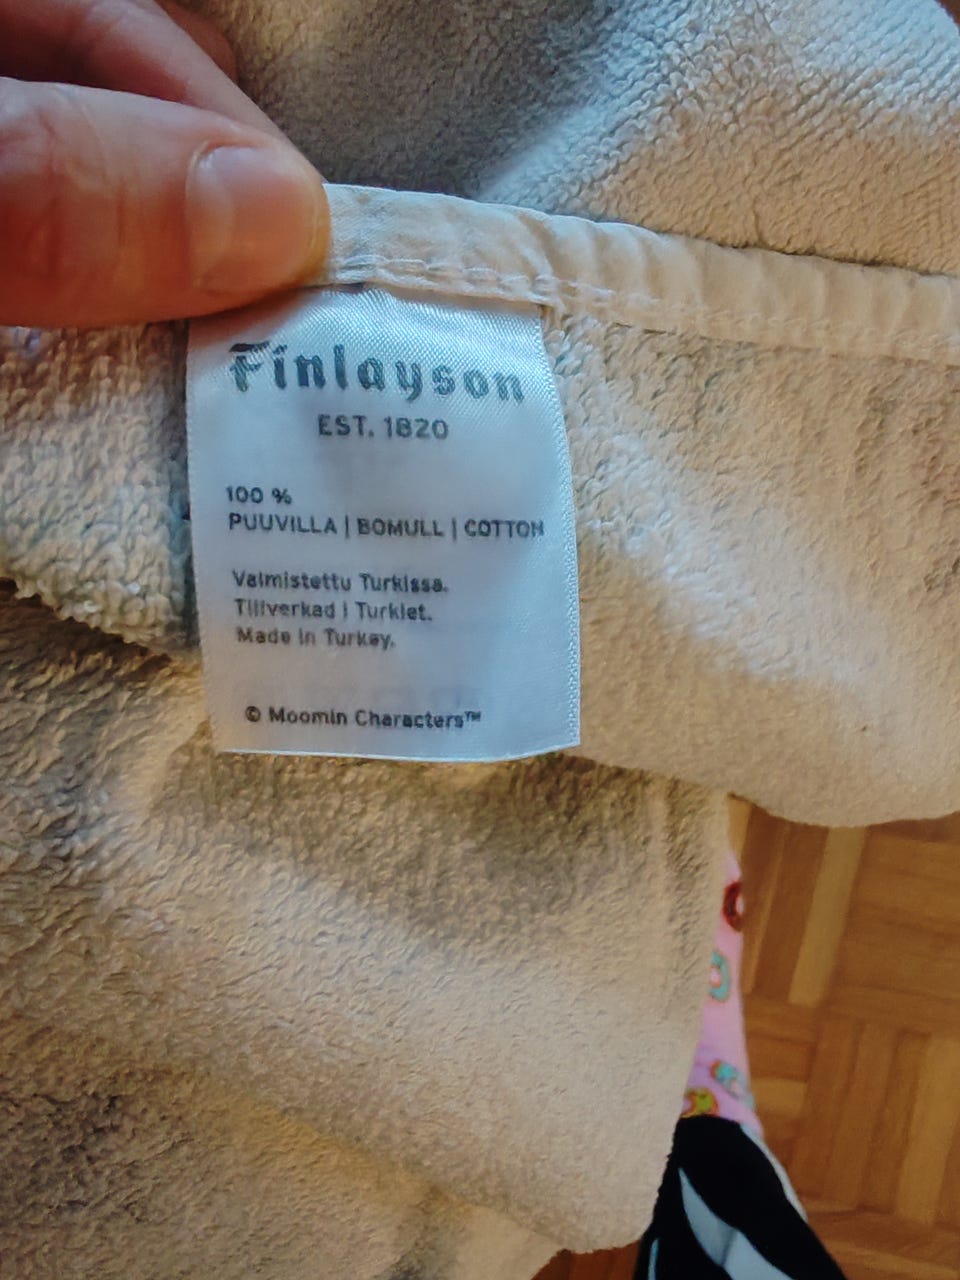 Finlayson
EST. 1820
100 %
PUUVILLA | BOMULL | COTTON
Valmistettu Turkissa.
Tillverkad i Turkiet.
Made in Turkey.
© Moomin Characters™